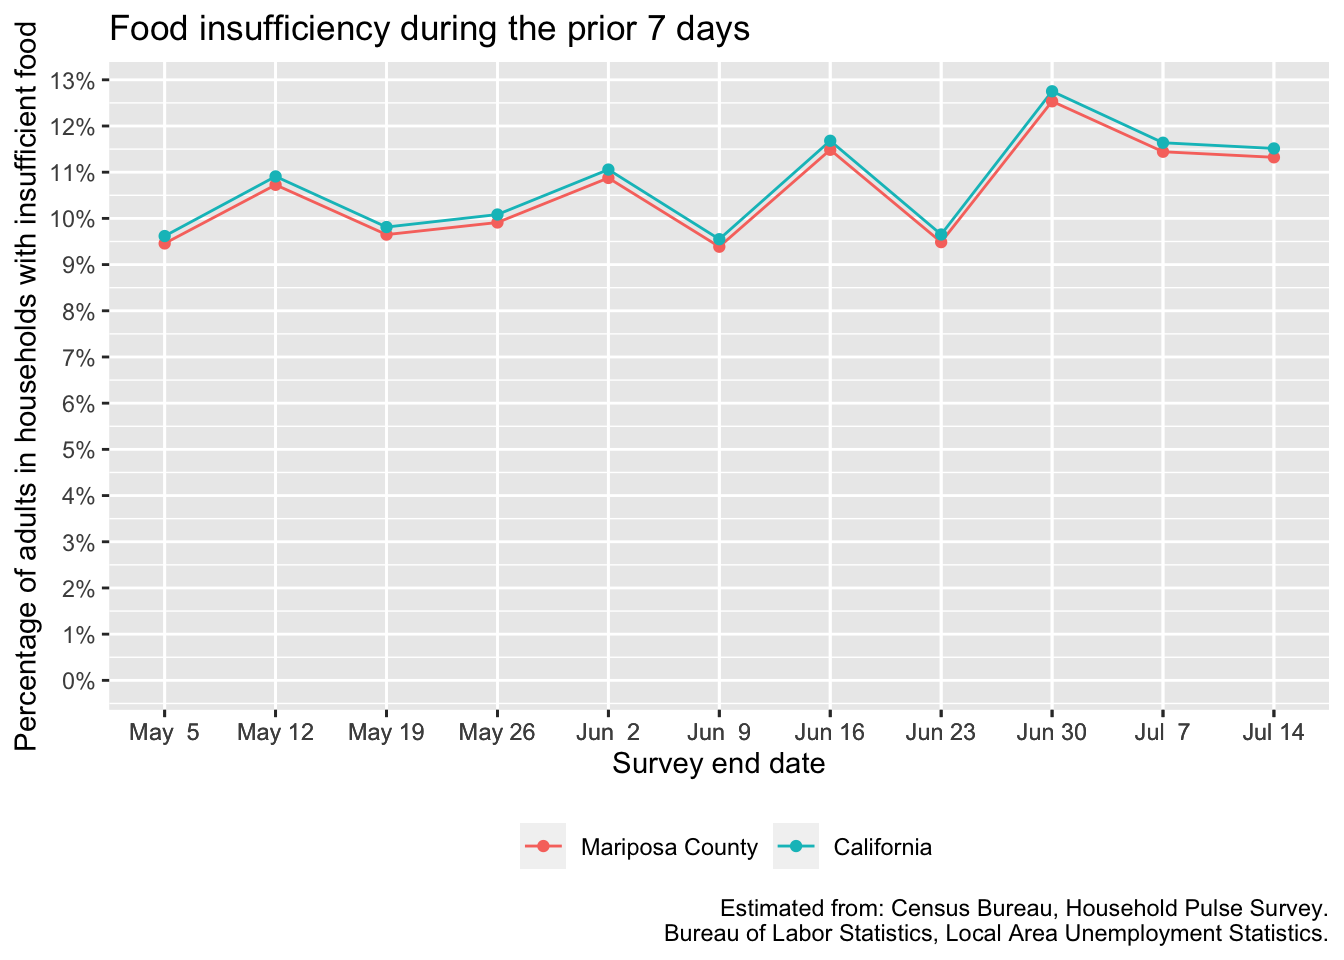 Food insufficiency during the prior 7 days
Percentage of adults in households with insufficient food
13%
12%
11%
10%
9%
8%
7%
6%
5%
4%
3%
2%
1%
0%
May 5 May 12 May 19 May 26 Jun 2 Jun 9 Jun 16 Jun 23 Jun 30 Jul 7 Jul 14
Survey end date
Mariposa County California
Estimated from: Census Bureau, Household Pulse Survey.
Bureau of Labor Statistics, Local Area Unemployment Statistics.